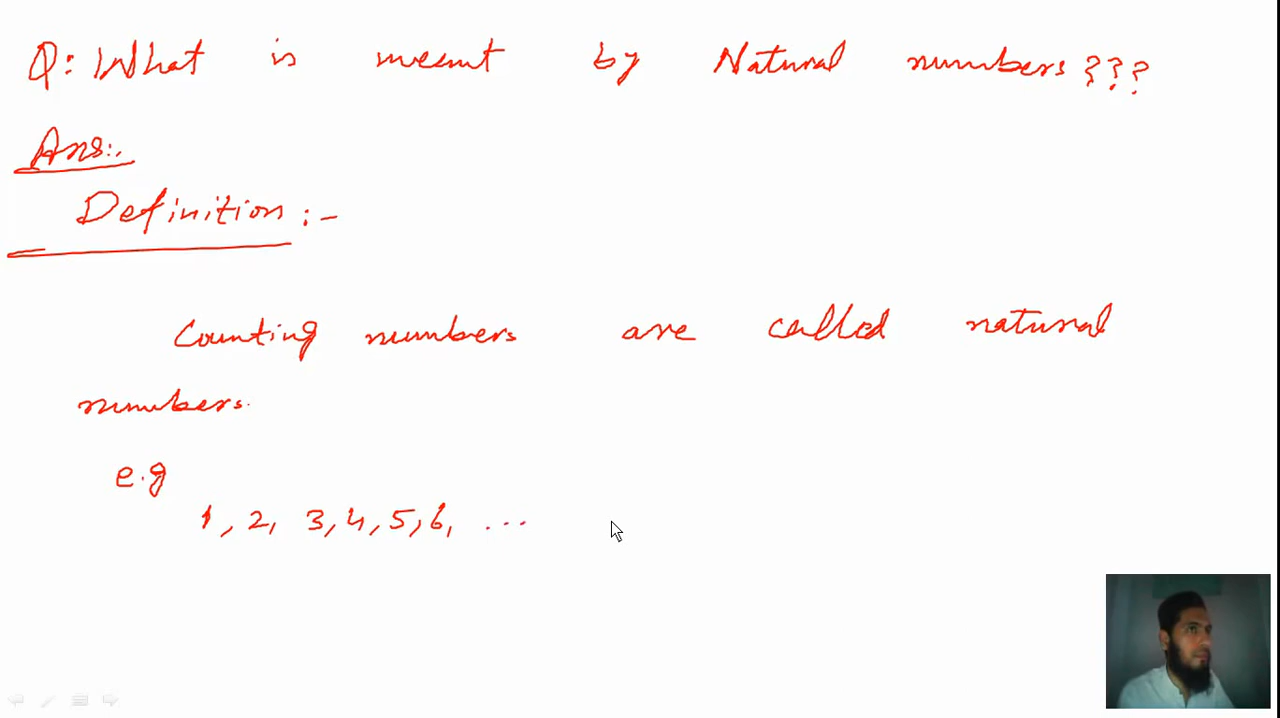 Q: What is meant by Natural numbers ???
Ans:.
Definition :-
Counting numbers are called natural
numbers.
e.g
1, 2, 3, 4, 5, 6, ...